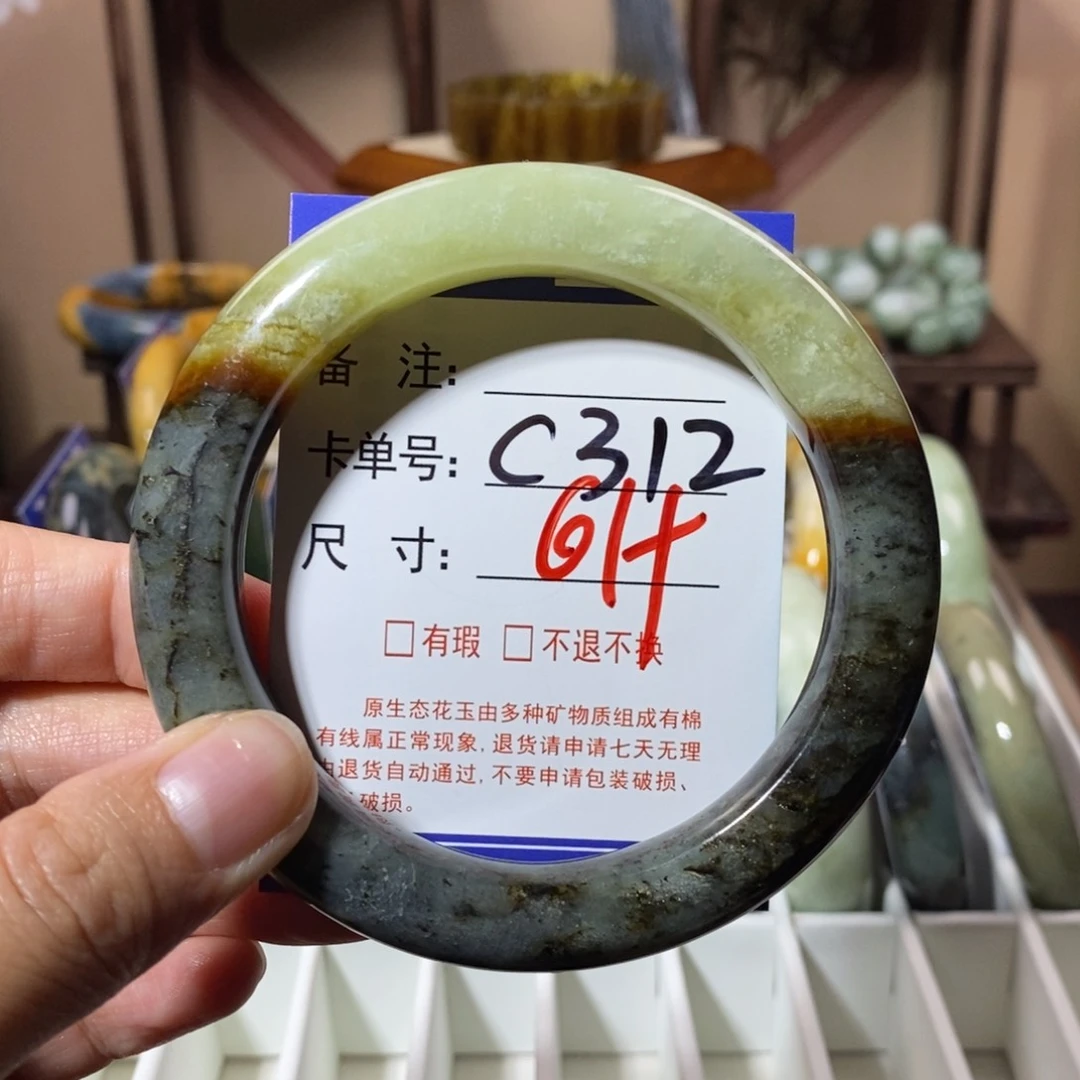 备 注:
卡单号: C312
尺 寸: 61+
□有瑕 □不退不换
原生态花玉由多种矿物质组成有棉
有线属正常现象,退货请申请七天无理
由退货自动通过,不要申请包装破损、
破损。